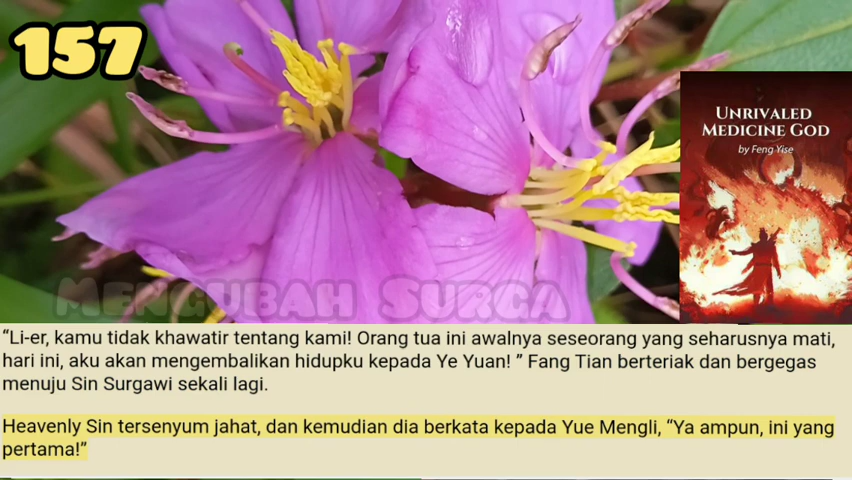 157
UNRIVALED
MEDICINE GOD
by Feng Yise
MENGUBAH SURGA
“Li-er, kamu tidak khawatir tentang kami! Orang tua ini awalnya seseorang yang seharusnya mati,
hari ini, aku akan mengembalikan hidupku kepada Ye Yuan! ” Fang Tian berteriak dan bergegas
menuju Sin Surgawi sekali lagi.
Heavenly Sin tersenyum jahat, dan kemudian dia berkata kepada Yue Mengli, “Ya ampun, ini yang
pertama!”